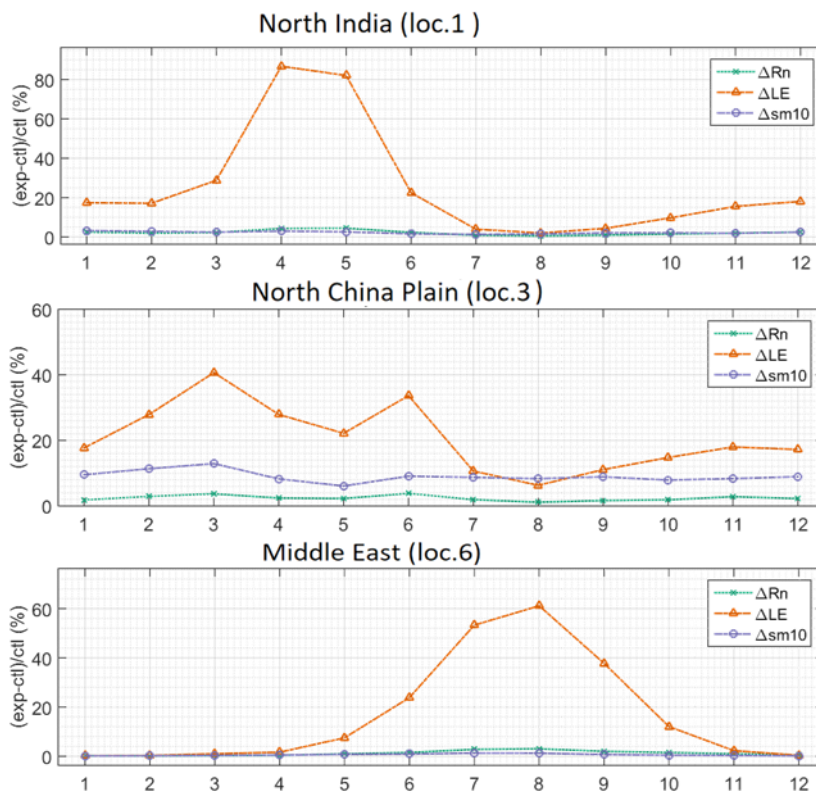 North India (loc.1 )
(exp-ctl)/ctl (%)
80
60
40
20
0
ΔRn
ΔLE
Δsm10
1 2 3 4 5 6 7 8 9 10 11 12
North China Plain (loc.3 )
(exp-ctl)/ctl (%)
60
40
20
0
ΔRn
ΔLE
Δsm10
1 2 3 4 5 6 7 8 9 10 11 12
Middle East (loc.6)
(exp-ctl)/ctl (%)
60
40
20
0
ΔRn
ΔLE
Δsm10
1 2 3 4 5 6 7 8 9 10 11 12